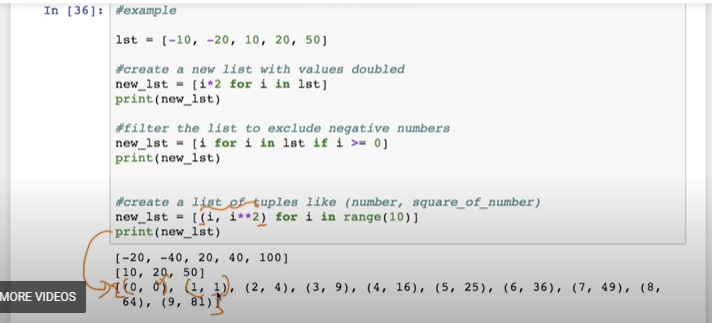 In [36]: #example
lst = [-10, -20, 10, 20, 50]
#create a new list with values doubled
new_lst = [i*2 for i in lst]
print(new_lst)
#filter the list to exclude negative numbers
new_lst = [i for i in lst if i >= 0]
print(new_lst)
#create a list of tuples like (number, square_of_number)
new_lst = [(i, i**2) for i in range(10)]
print(new_lst)
[-20, -40, 20, 40, 100]
[10, 20, 50]
[(0, 0), (1, 1), (2, 4), (3, 9), (4, 16), (5, 25), (6, 36), (7, 49), (8,
64), (9, 81)]
MORE VIDEOS